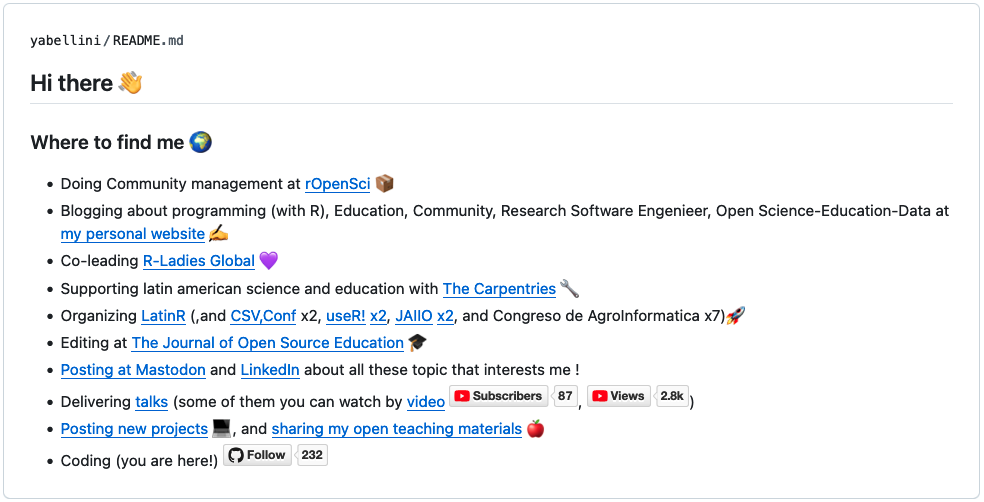 yabellini/README.md
Hi there 👋
Where to find me 🌍
• Doing Community management at rOpenSci 📦
• Blogging about programming (with R), Education, Community, Research Software Engenieer, Open Science-Education-Data at
my personal website ✍️
• Co-leading R-Ladies Global 💜
• Supporting latin american science and education with The Carpentries 🔧
• Organizing LatinR (,and CSV,Conf x2, useR! x2, JAIIO x2, and Congreso de AgroInformatica x7)🚀
• Editing at The Journal of Open Source Education 🎓
• Posting at Mastodon and LinkedIn about all these topic that interests me !
• Delivering talks (some of them you can watch by video Subscribers 87, Views 2.8k)
• Posting new projects 💻, and sharing my open teaching materials 🍎
• Coding (you are here!) Follow 232